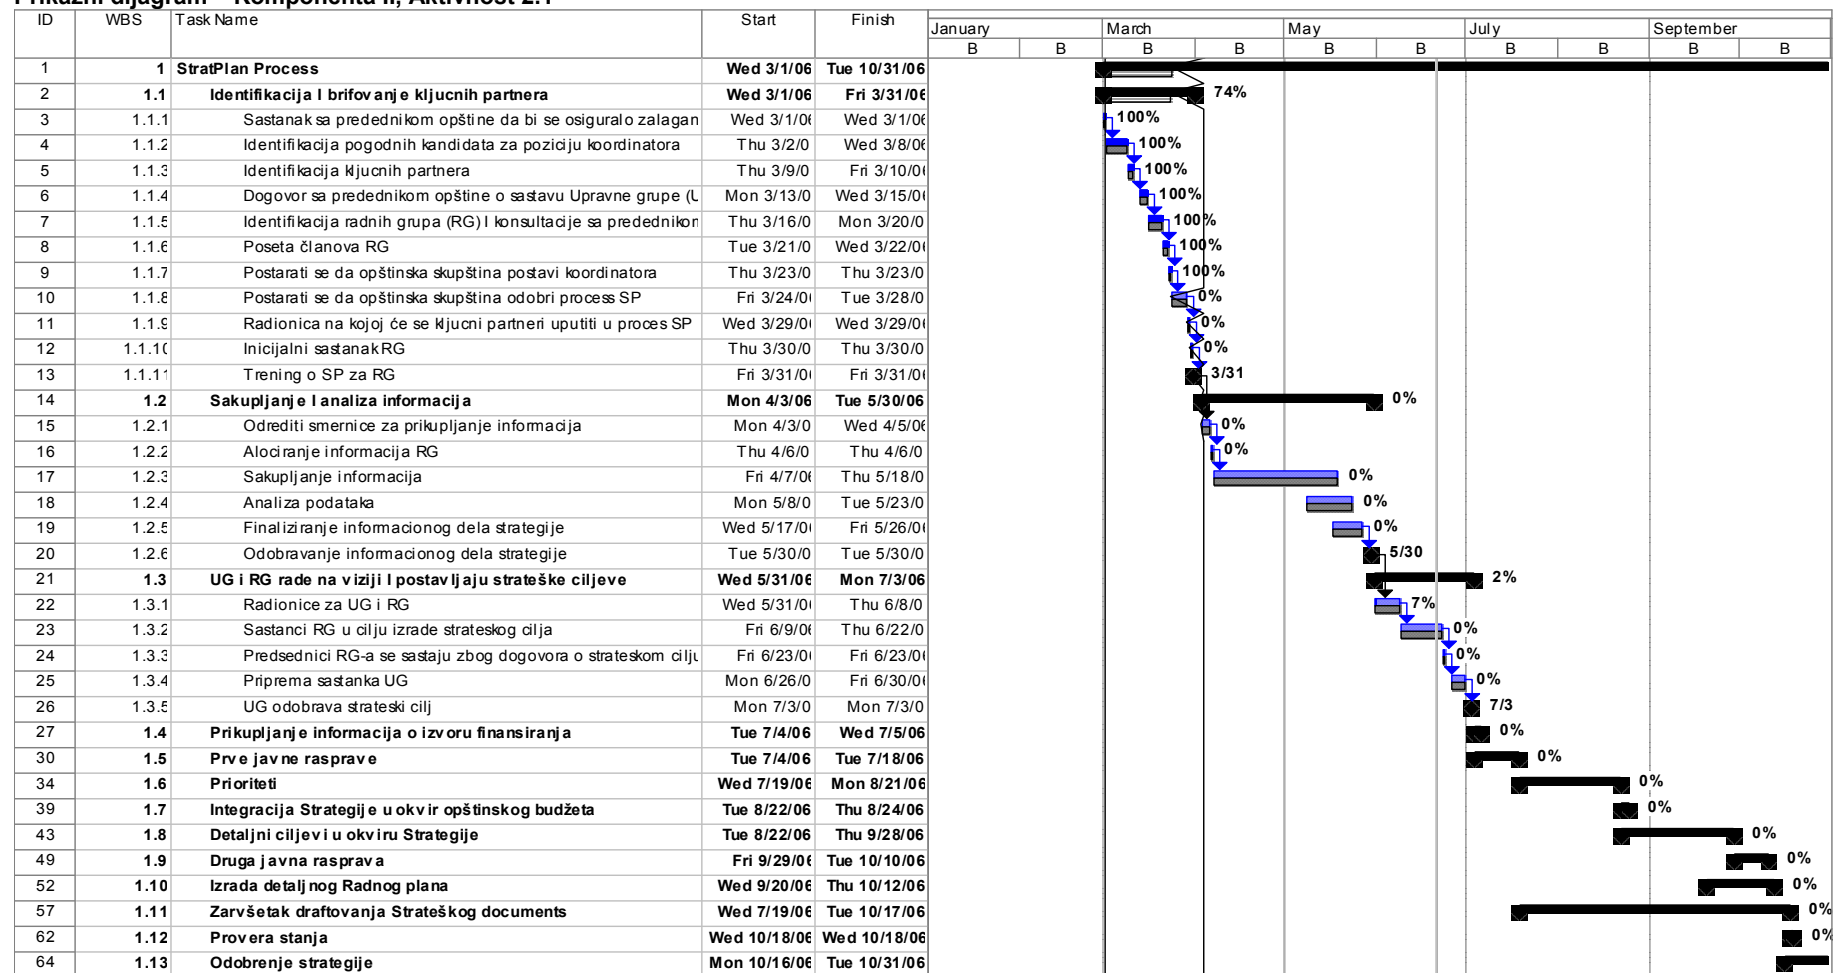 Prikazni dijagram – Komponenta II, Aktivnost 2.1
ID WBS Task Name Start Finish January March May July September
B B B B B B B B B B
1 1 StratPlan Process Wed 3/1/06 Tue 10/31/06
2 1.1 Identifikacija I brifovanje kljucnih partnera Wed 3/1/06 Fri 3/31/06 74%
3 1.1.1 Sastanak sa predednikom opštine da bi se osiguralo zalagan Wed 3/1/0 Wed 3/1/0 100%
4 1.1.2 Identifikacija pogodnih kandidata za poziciju koordinatora Thu 3/2/0 Wed 3/8/0 100%
5 1.1.3 Identifikacija kljucnih partnera Thu 3/9/0 Fri 3/10/0 100%
6 1.1.4 Dogovor sa predednikom opštine o sastavu Upravne grupe (U Mon 3/13/0 Wed 3/15/0 100%
7 1.1.5 Identifikacija radnih grupa (RG) I konsultacije sa predednikon Thu 3/16/0 Mon 3/20/0 100%
8 1.1.6 Poseta članova RG Tue 3/21/0 Wed 3/22/0 100%
9 1.1.7 Postarati se da opštinska skupština postavi koordinatora Thu 3/23/0 Thu 3/23/0 100%
10 1.1.8 Postarati se da opštinska skupština odobri process SP Fri 3/24/0 Tue 3/28/0 0%
11 1.1.9 Radionica na kojoj će se kljucni partneri uputiti u proces SP Wed 3/29/0 Wed 3/29/0 0%
12 1.1.10 Inicijalni sastanak RG Thu 3/30/0 Thu 3/30/0 0%
13 1.1.11 Trening o SP za RG Fri 3/31/0 Fri 3/31/0 3/31
14 1.2 Sakupljanje I analiza informacija Mon 4/3/06 Tue 5/30/06 0%
15 1.2.1 Odrediti smernice za prikupljanje informacija Mon 4/3/0 Wed 4/5/0 0%
16 1.2.2 Alociranje informacija RG Thu 4/6/0 Thu 4/6/0 0%
17 1.2.3 Sakupljanje informacija Fri 4/7/0 Thu 5/18/0 0%
18 1.2.4 Analiza podataka Mon 5/8/0 Tue 5/23/0 0%
19 1.2.5 Finaliziranje informacionog dela strategije Wed 5/17/0 Fri 5/26/0 0%
20 1.2.6 Odobravanje informacionog dela strategije Tue 5/30/0 Tue 5/30/0 5/30
21 1.3 UG i RG rade na viziji I postavljaju strateške ciljeve Wed 5/31/06 Mon 7/3/06 2%
22 1.3.1 Radionice za UG i RG Wed 5/31/0 Thu 6/8/0 7%
23 1.3.2 Sastanci RG u cilju izrade strateskog cilja Fri 6/9/0 Thu 6/22/0 0%
24 1.3.3 Predsednici RG-a se sastaju zbog dogovora o strateskom cilju Fri 6/23/0 Fri 6/23/0 0%
25 1.3.4 Priprema sastanka UG Mon 6/26/0 Fri 6/30/0 0%
26 1.3.5 UG odobrava strateski cilj Mon 7/3/0 Mon 7/3/0 7/3
27 1.4 Prikupljanje informacija o izvoru finansiranja Tue 7/4/06 Wed 7/5/06 0%
30 1.5 Prve javne rasprave Tue 7/4/06 Tue 7/18/06 0%
34 1.6 Prioriteti Wed 7/19/06 Mon 8/21/06 0%
39 1.7 Integracija Strategije u okvir opštinskog budžeta Tue 8/22/06 Thu 8/24/06 0%
43 1.8 Detaljni ciljevi u okviru Strategije Tue 8/22/06 Thu 9/28/06 0%
49 1.9 Druga javna rasprava Fri 9/29/06 Tue 10/10/06 0%
52 1.10 Izrada detaljnog Radnog plana Wed 9/20/06 Thu 10/12/06 0%
57 1.11 Zarvšetak draftovanja Strateškog documents Wed 7/19/06 Tue 10/17/06 0%
62 1.12 Provera stanja Wed 10/18/06 Wed 10/18/06 0%
64 1.13 Odobrenje strategije Mon 10/16/06 Tue 10/31/06